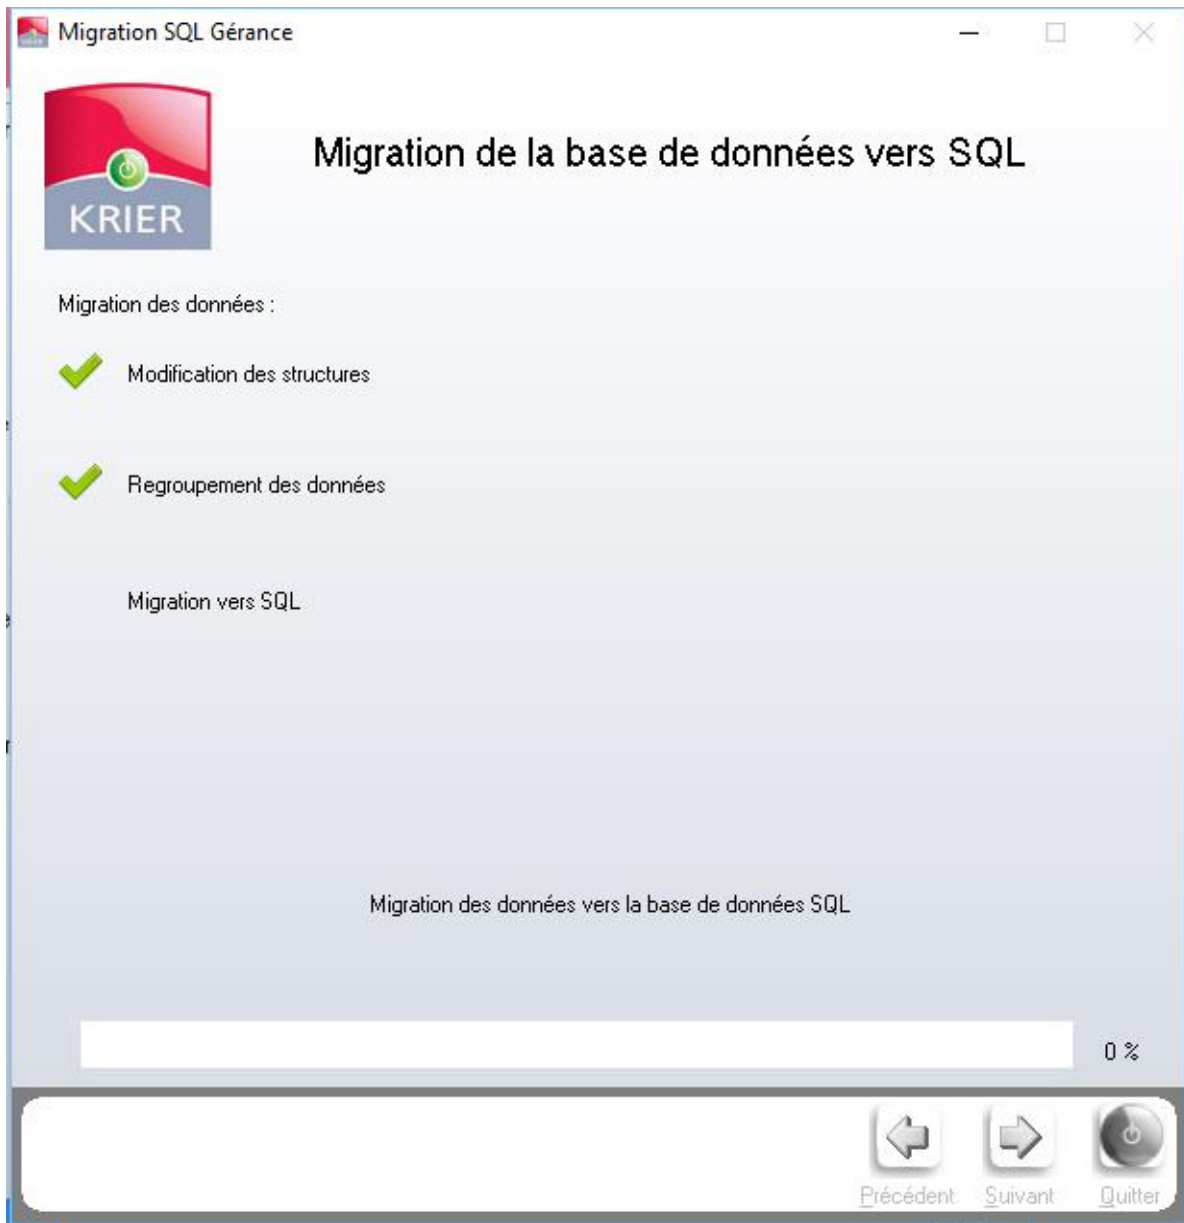 Migration SQL Gérance
Migration de la base de données vers SQL
KRIER
Migration des données :
Modification des structures
Regroupement des données
Migration vers SQL
Migration des données vers la base de données SQL
0 %
Précédent Suivant Quitter